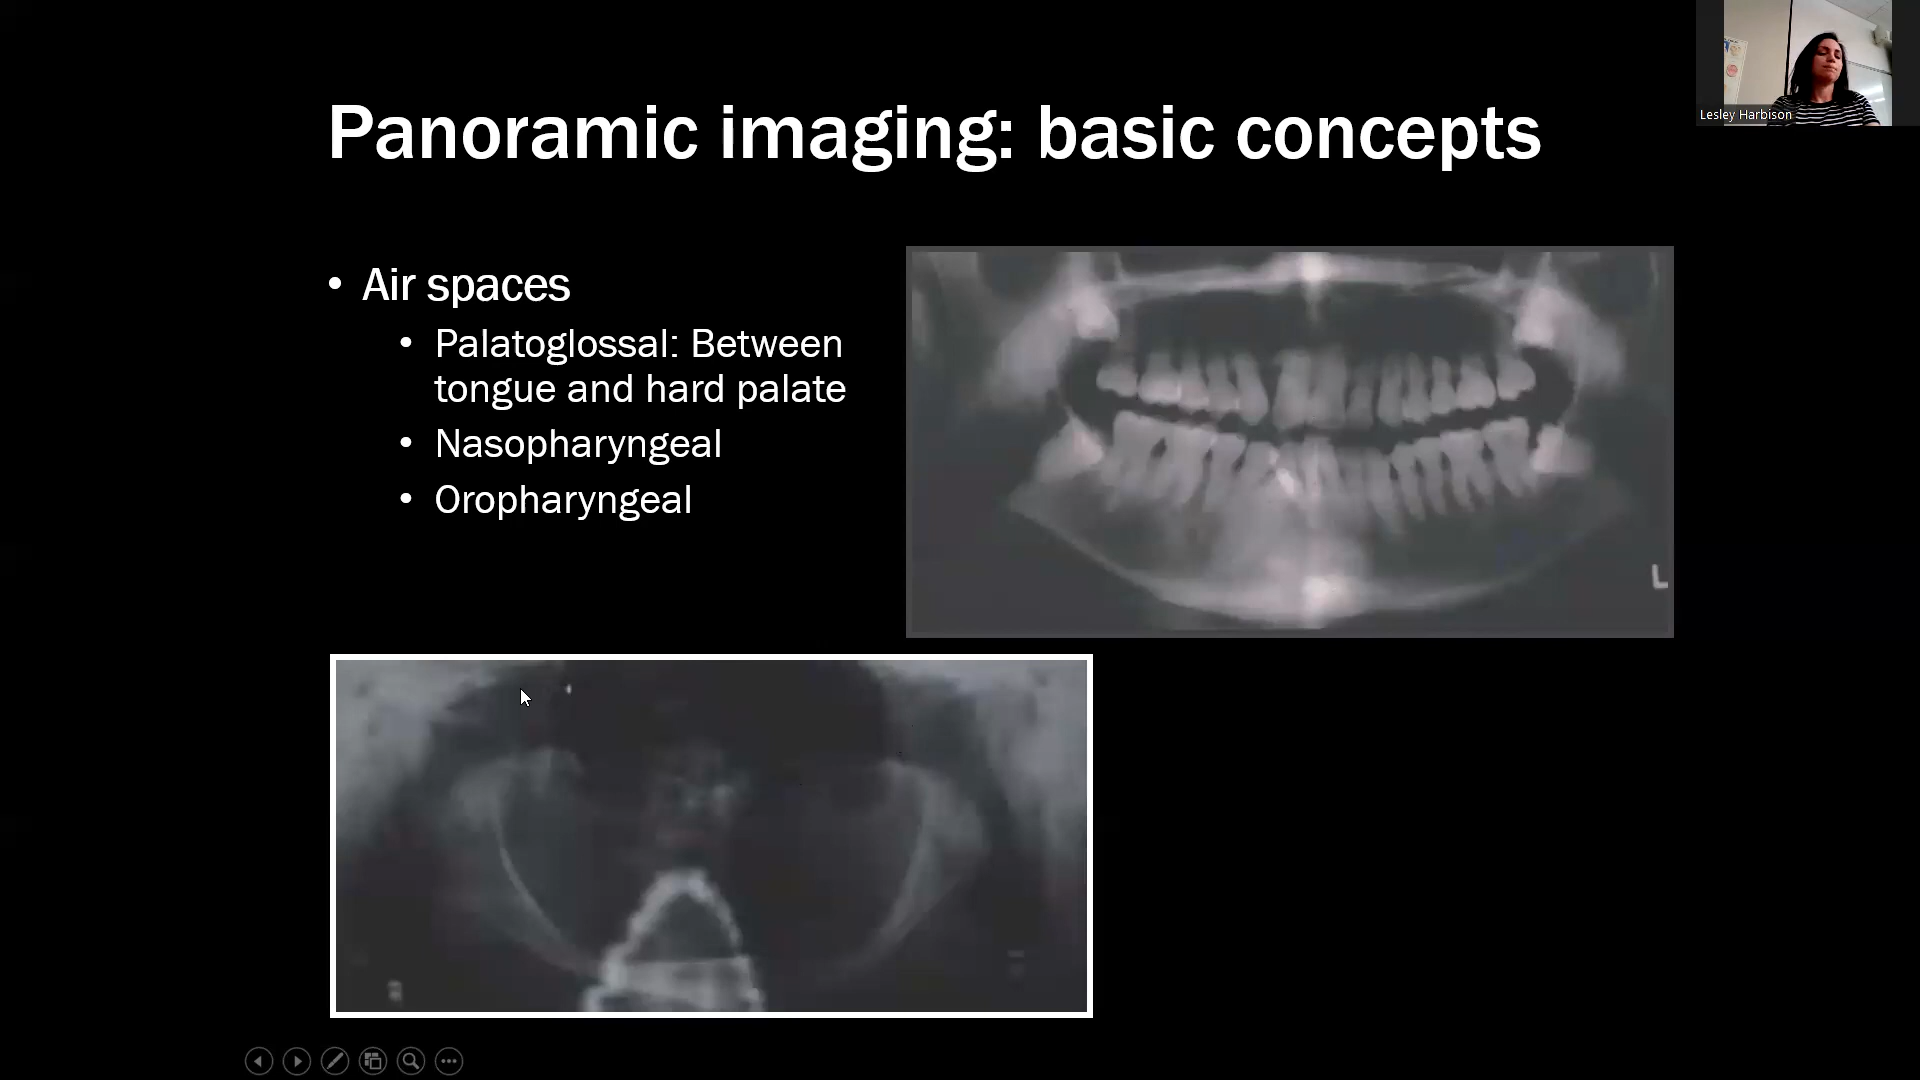 Panoramic imaging: basic concepts
Lesley Harbison
• Air spaces
• Palatoglossal: Between
tongue and hard palate
• Nasopharyngeal
• Oropharyngeal
L